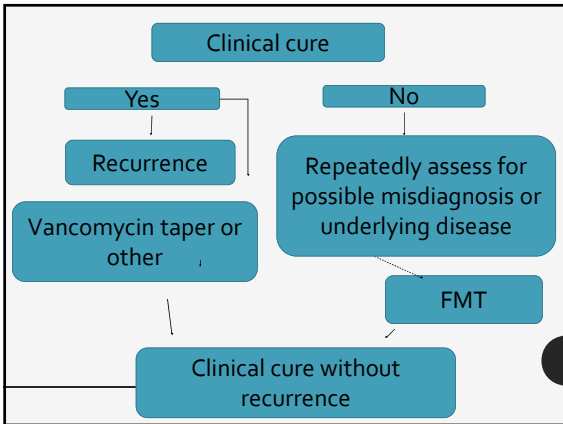 Clinical cure
Yes
No
Recurrence
Repeatedly assess for
possible misdiagnosis or
underlying disease
Vancomycin taper or
other
FMT
Clinical cure without
recurrence